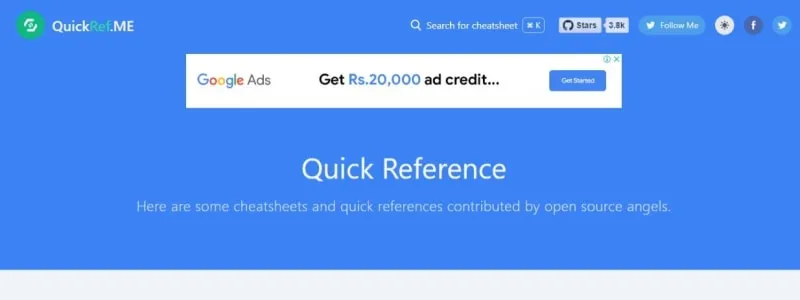 QuickRef.ME
Search for cheatsheet ⌘ K
Stars 3.8k
Follow Me
Google Ads
Get Rs.20,000 ad credit...
Get Started
Quick Reference
Here are some cheatsheets and quick references contributed by open source angels.